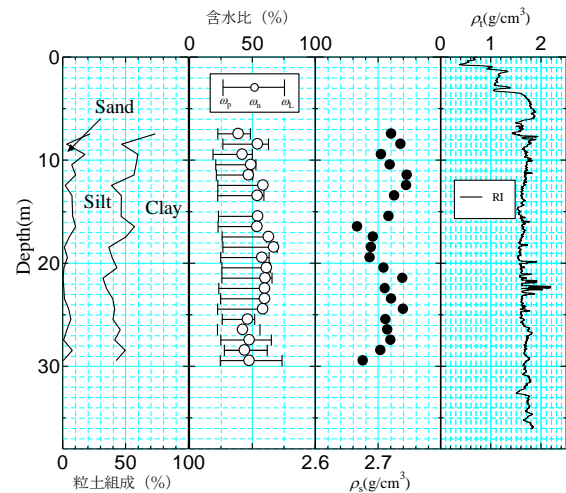 含水比（%）
ρt(g/cm³)
0 50 100
0 1 2
0
10
20
30
Depth(m)
Sand
Silt
Clay
ωp ωn ωL
RI
0 50 100
2.6 2.7
粒土組成（%）
ρs(g/cm³)